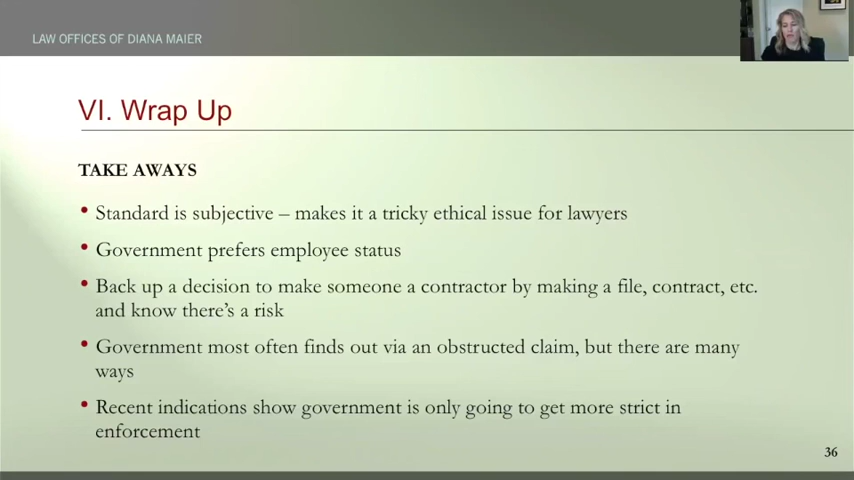 LAW OFFICES OF DIANA MAIER
VI. Wrap Up
TAKE AWAYS
• Standard is subjective – makes it a tricky ethical issue for lawyers
• Government prefers employee status
• Back up a decision to make someone a contractor by making a file, contract, etc.
and know there's a risk
• Government most often finds out via an obstructed claim, but there are many
ways
• Recent indications show government is only going to get more strict in
enforcement
36